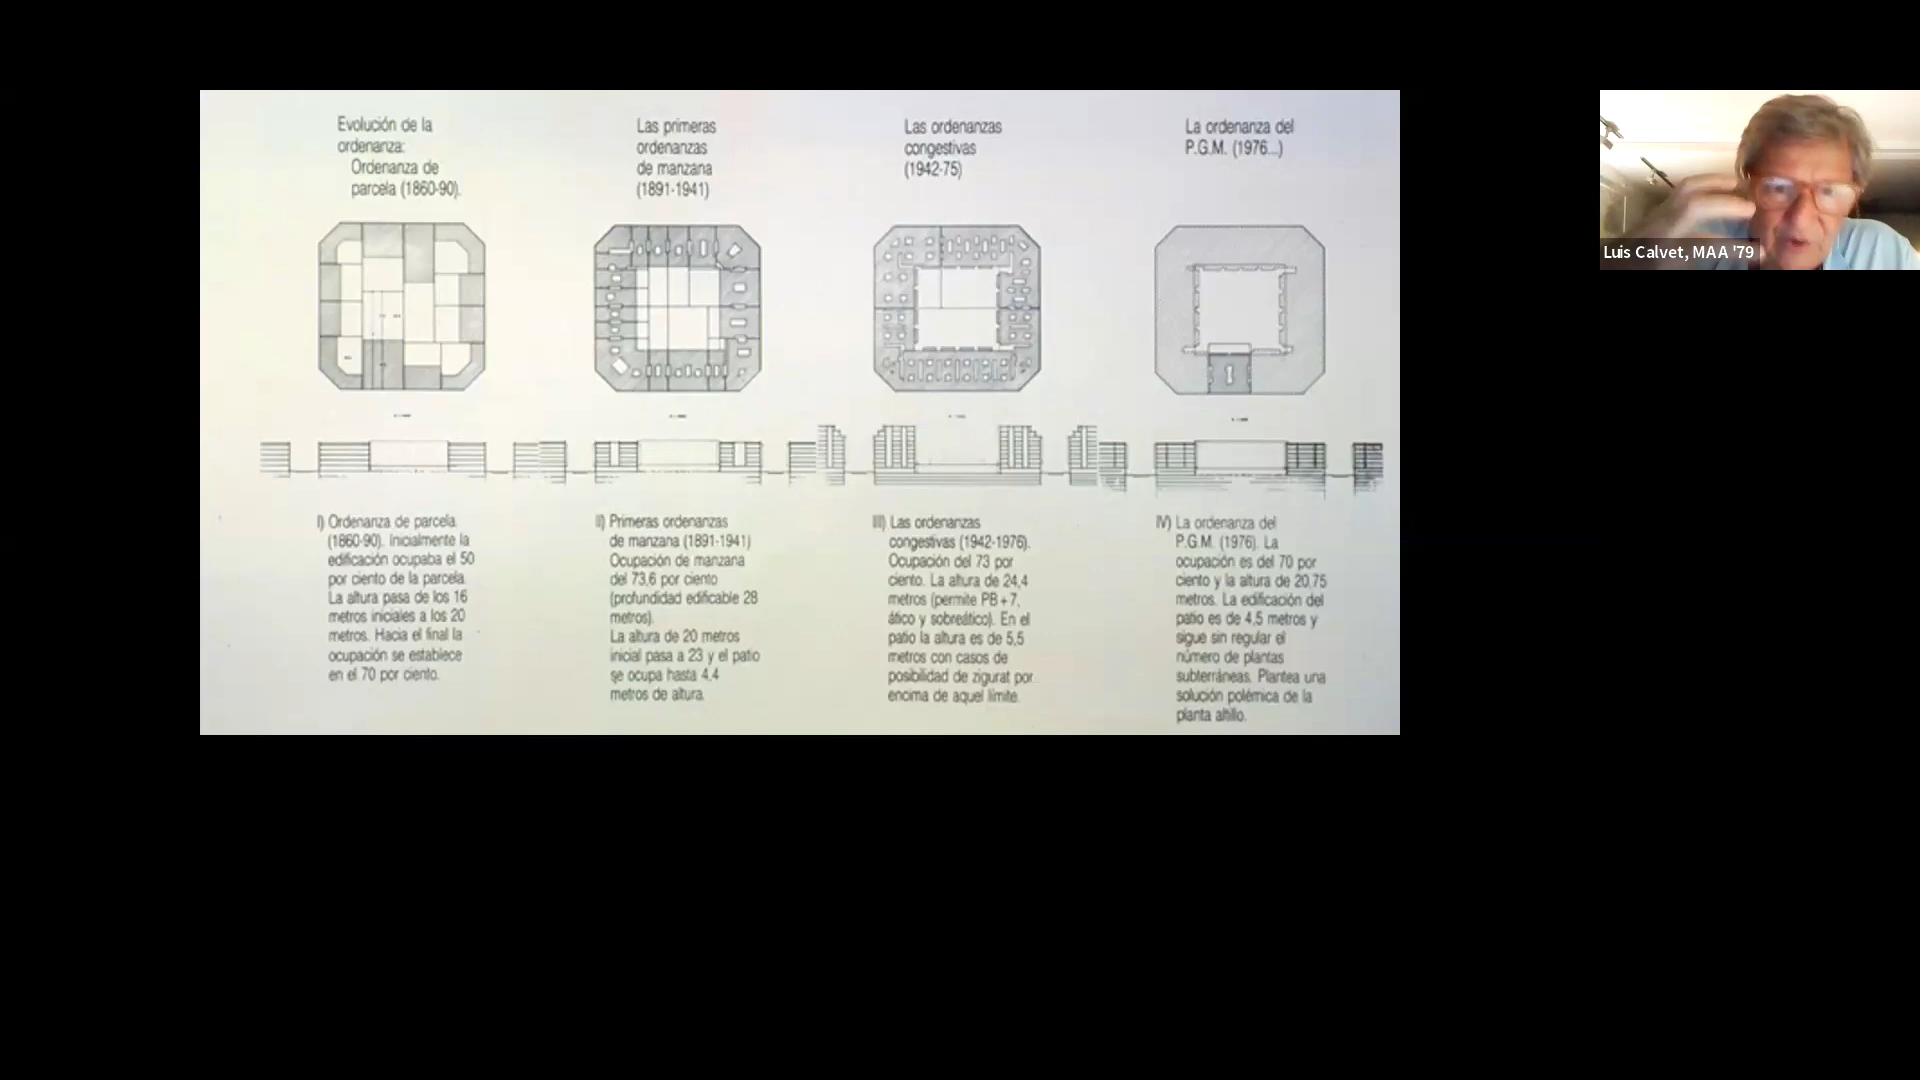 Evolución de la
ordenanza:
Ordenanza de
parcela (1860-90).
Las primeras
ordenanzas
de manzana
(1891-1941)
Las ordenanzas
congestivas
(1942-75)
La ordenanza del
P.G.M. (1976...)
I) Ordenanza de parcela.
(1860-90). Inicialmente la
edificación ocupaba el 50
por ciento de la parcela.
La altura pasa de los 16
metros iniciales a los 20
metros. Hacia el final la
ocupación se establece
en el 70 por ciento.
II) Primeras ordenanzas
de manzana (1891-1941)
Ocupación de manzana
del 73,6 por ciento
(profundidad edificable 28
metros).
La altura de 20 metros
inicial pasa a 23 y el patio
se ocupa hasta 4,4
metros de altura.
III) Las ordenanzas
congestivas (1942-1976).
Ocupación del 73 por
ciento. La altura de 24,4
metros (permite PB+7,
ático y sobreático). En el
patio la altura es de 5,5
metros con casos de
posibilidad de zigurat por
encima de aquel límite.
IV) La ordenanza del
P.G.M. (1976). La
ocupación es del 70 por
ciento y la altura de 20,75
metros. La edificación del
patio es de 4,5 metros y
sigue sin regular el
número de plantas
subterráneas. Plantea una
solución polémica de la
planta altillo.
Luis Calvet, MAA '79